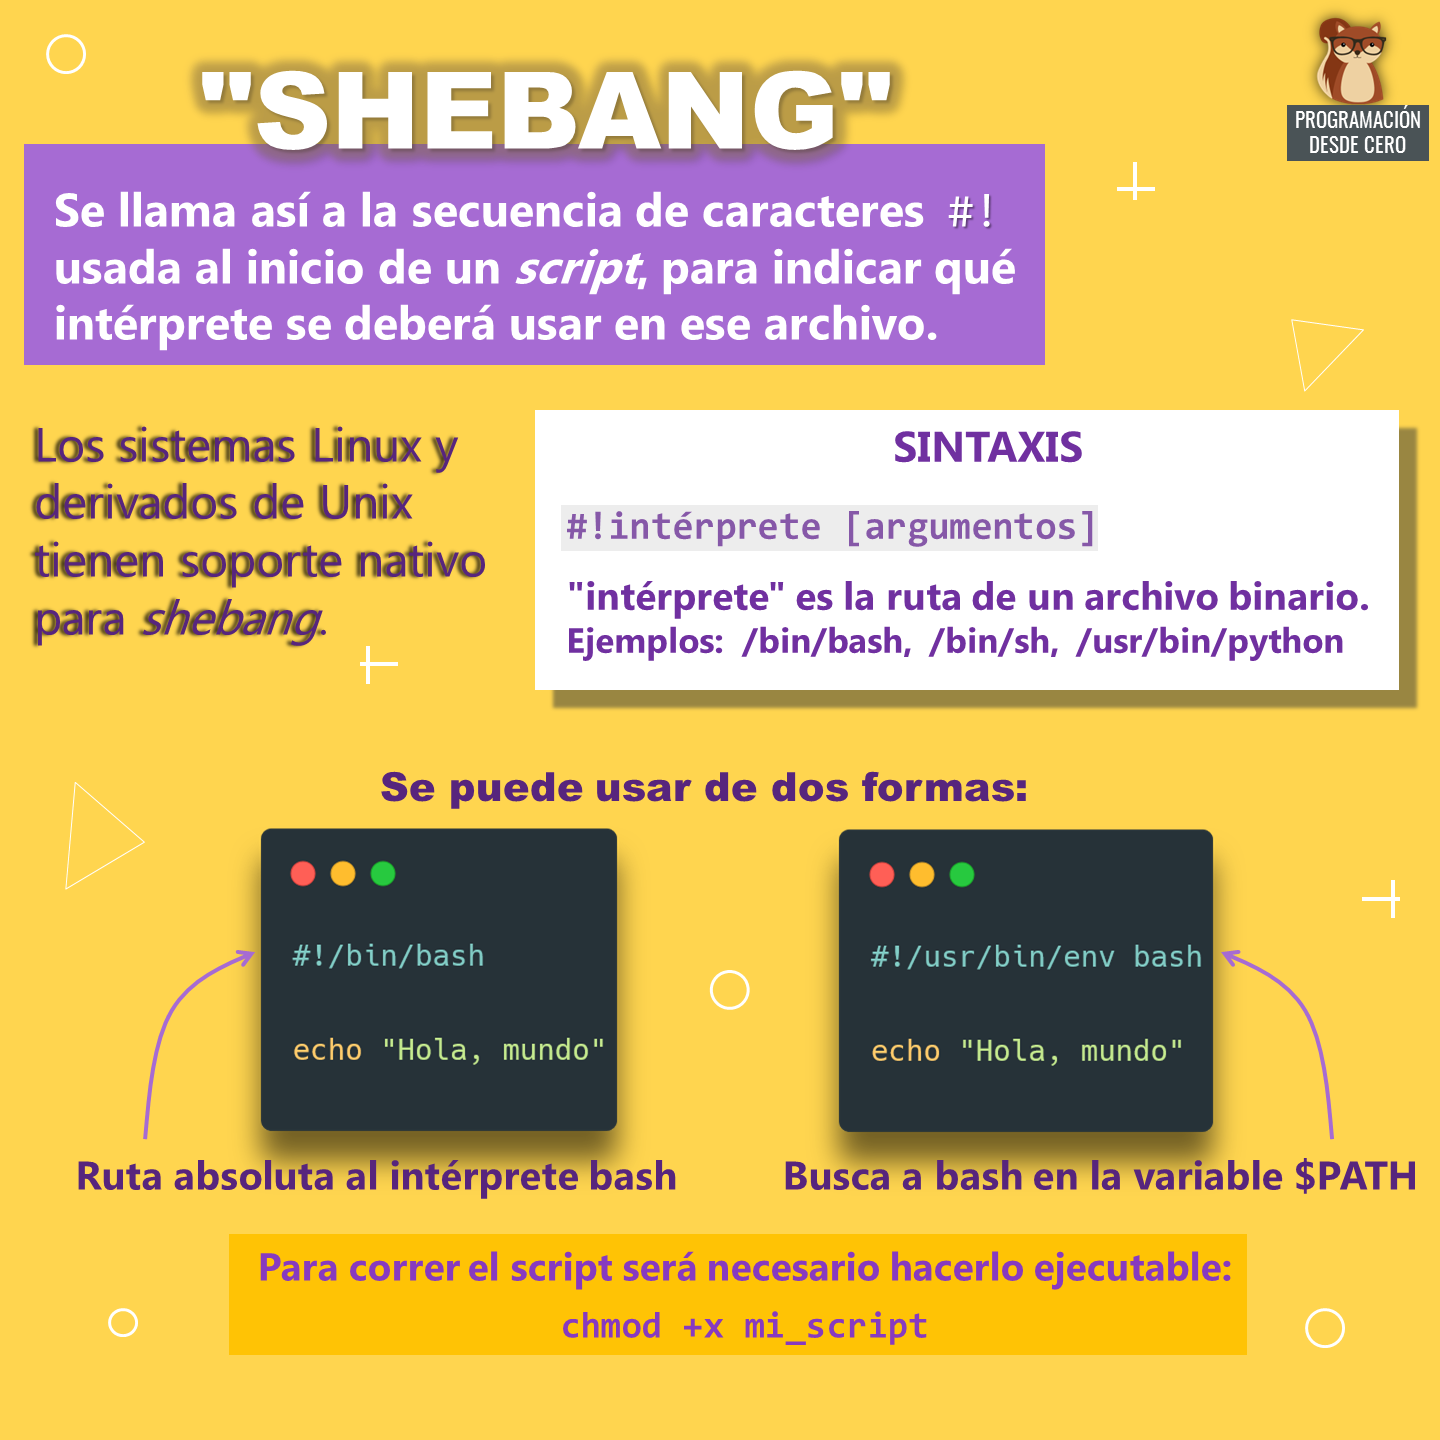 "SHEBANG"
PROGRAMACIÓN
DESDE CERO
Se llama así a la secuencia de caracteres #!
usada al inicio de un script, para indicar qué
intérprete se deberá usar en ese archivo.
Los sistemas Linux y
derivados de Unix
tienen soporte nativo
para shebang.
SINTAXIS
#!intérprete [argumentos]
"intérprete" es la ruta de un archivo binario.
Ejemplos: /bin/bash, /bin/sh, /usr/bin/python
Se puede usar de dos formas:
#!/bin/bash
echo "Hola, mundo"
Ruta absoluta al intérprete bash
#!/usr/bin/env bash
echo "Hola, mundo"
Busca a bash en la variable $PATH
Para correr el script será necesario hacerlo ejecutable:
chmod +x mi_script